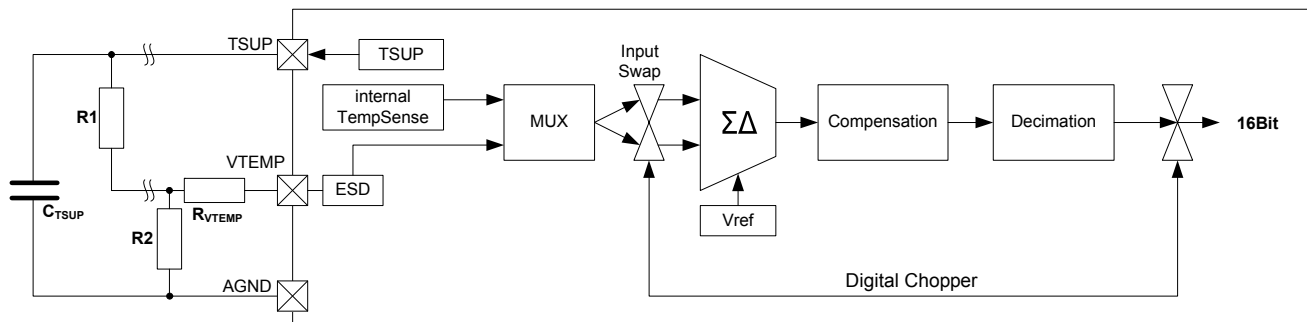 TSUP
TSUP
Input
Swap
internal
TempSense
R1
MUX
ΣΔ
Compensation
Decimation
16Bit
VTEMP
ESD
CTSUP
RVTEMP
Vref
R2
AGND
Digital Chopper